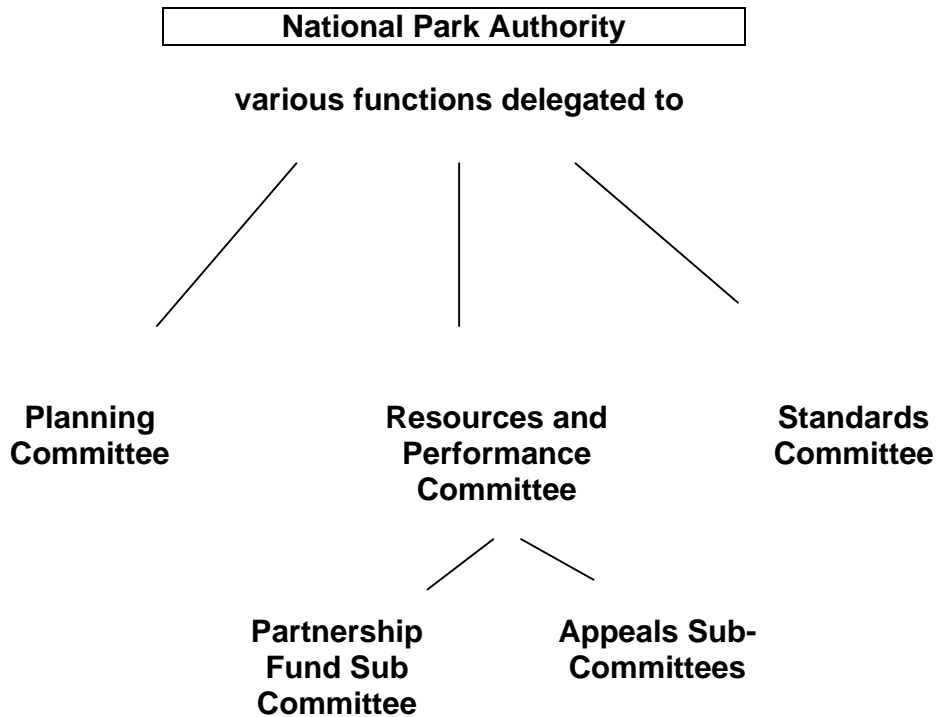 National Park Authority
various functions delegated to
Planning
Committee
Resources and
Performance
Committee
Standards
Committee
Partnership
Fund Sub
Committee
Appeals Sub-
Committees